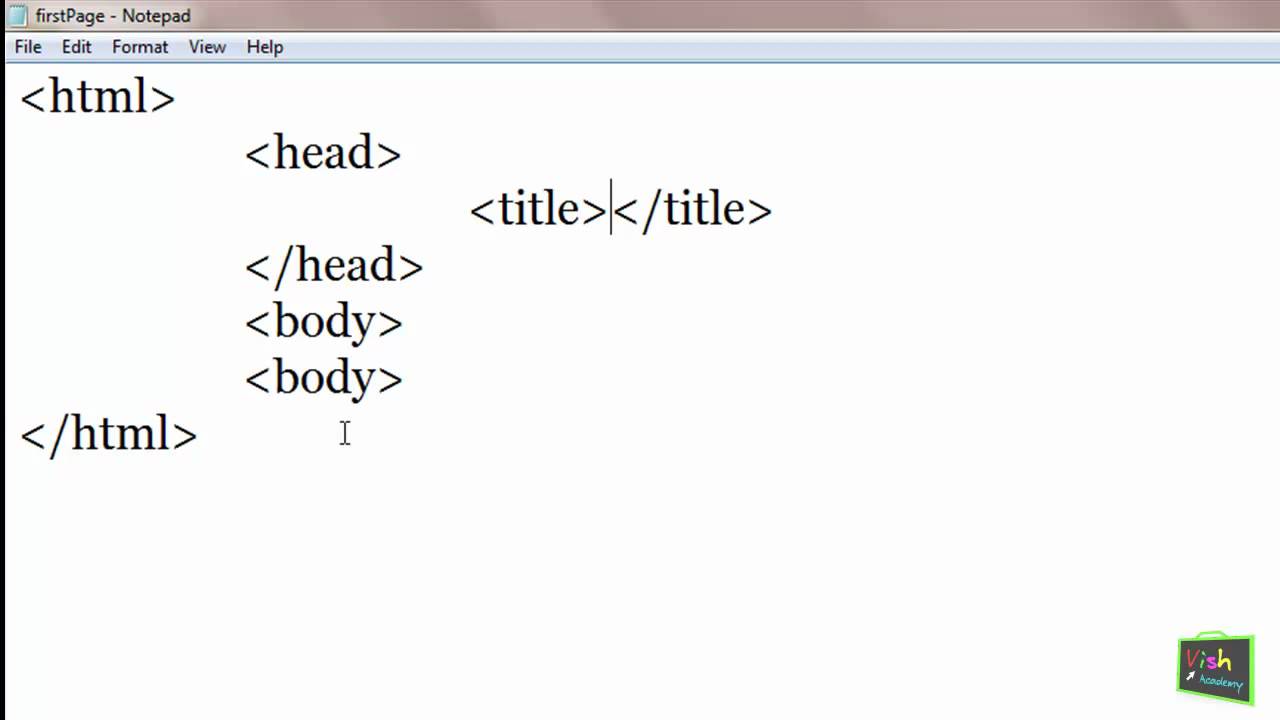 firstPage - Notepad
File Edit Format View Help
<html>
<head>
<title></title>
</head>
<body>
<body>
</html>
Vish
Academy